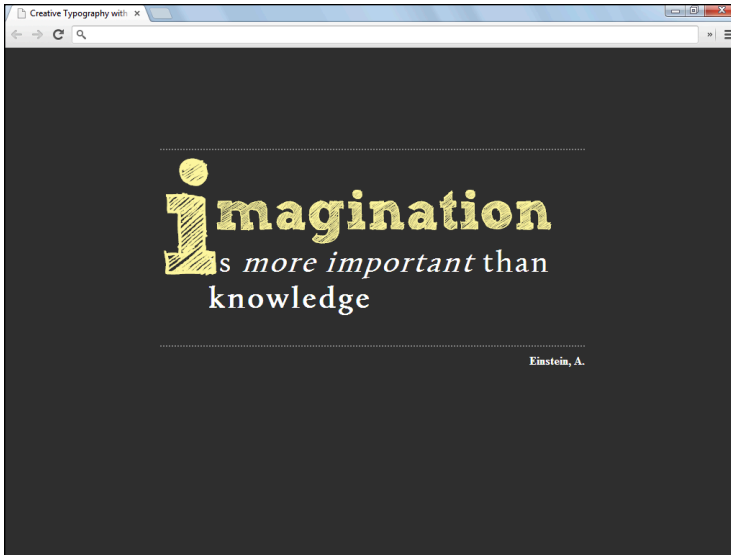 Creative Typography with
imagination
is more important than
knowledge
Einstein, A.